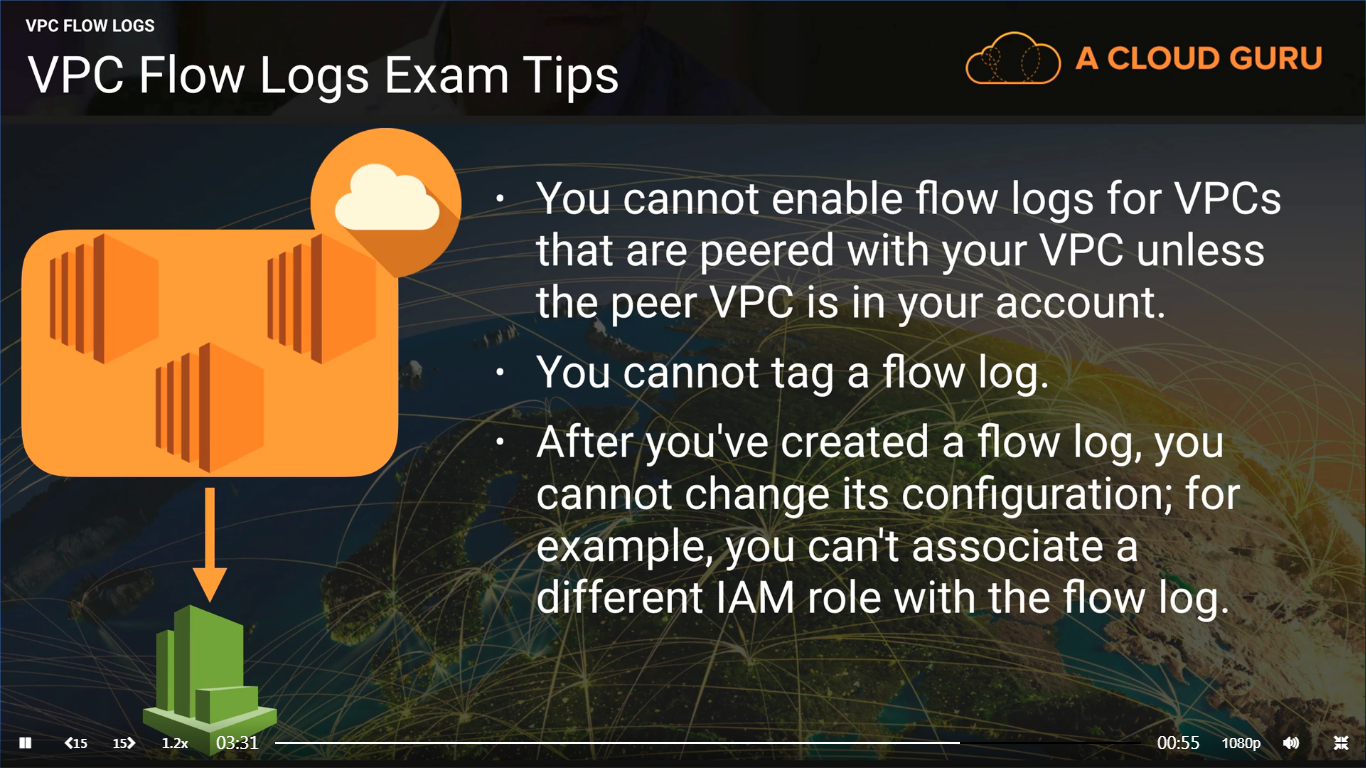 VPC FLOW LOGS
VPC Flow Logs Exam Tips
A CLOUD GURU
• You cannot enable flow logs for VPCs
that are peered with your VPC unless
the peer VPC is in your account.
• You cannot tag a flow log.
• After you've created a flow log, you
cannot change its configuration; for
example, you can't associate a
different IAM role with the flow log.
15 15 1.2x 03:31 00:55 1080p